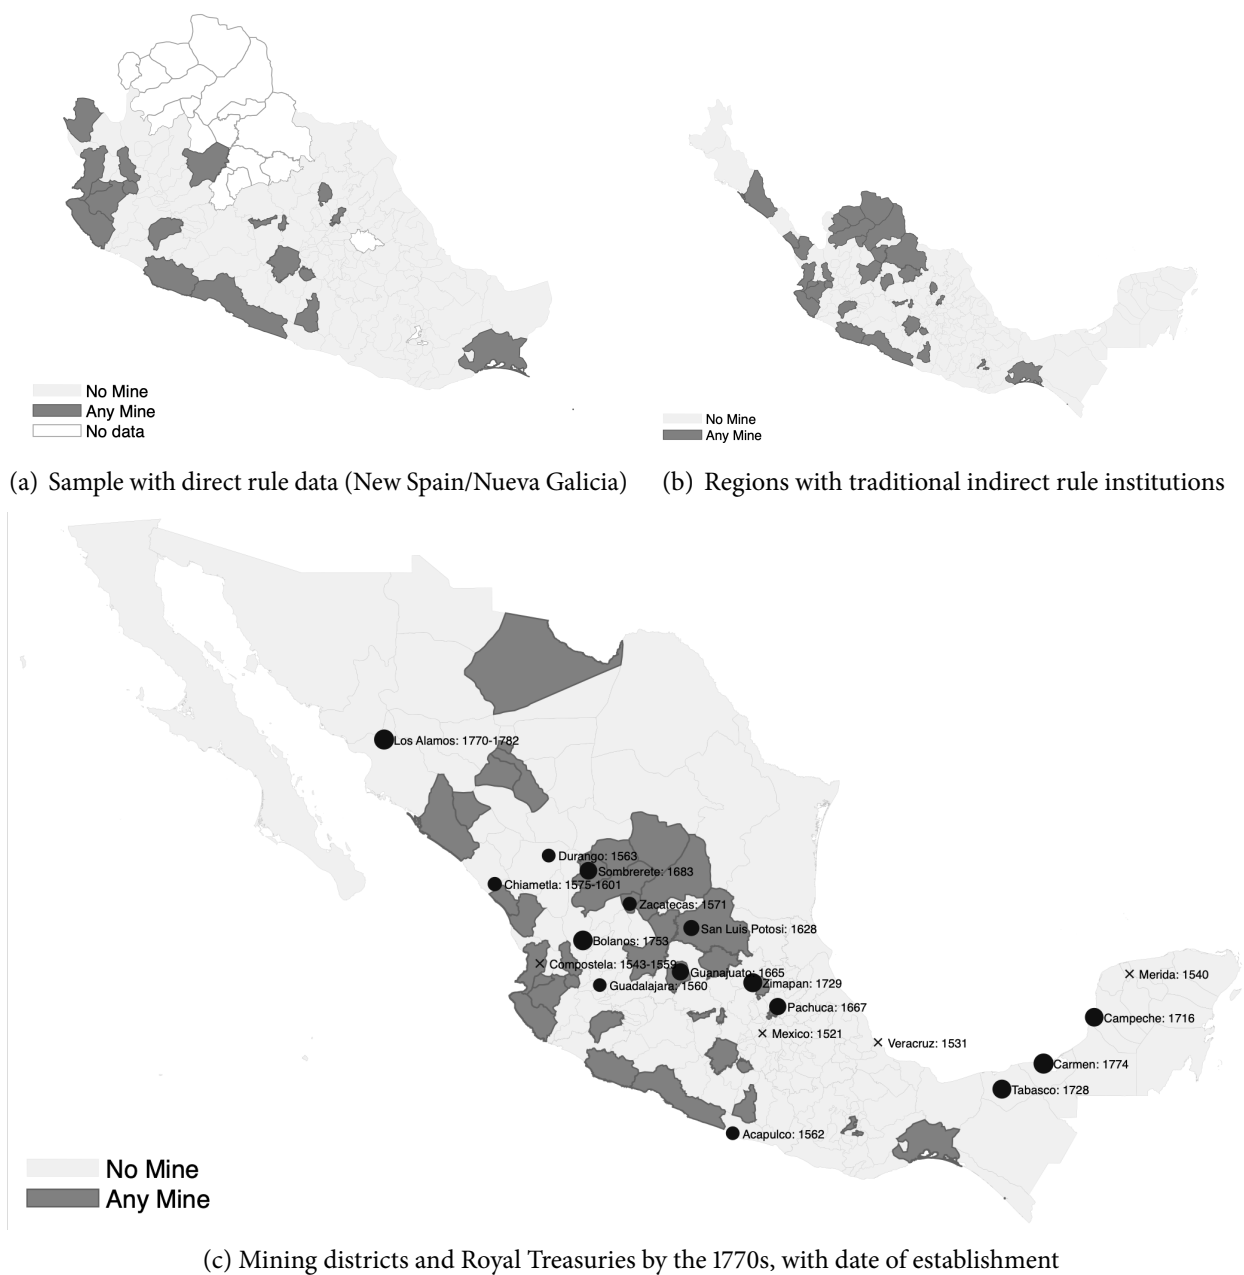 No Mine
Any Mine
No data
No Mine
Any Mine
(a) Sample with direct rule data (New Spain/Nueva Galicia)
(b) Regions with traditional indirect rule institutions
Los Alamos: 1770-1782
Durango: 1563
Sombrerete: 1683
Chiametla: 1575-1601
Zacatecas: 1571
San Luis Potosi: 1628
Bolanos: 1753
Compostela: 1543-1559
Guanajuato: 1665
Merida: 1540
Guadalajara: 1560
Zimapan: 1729
Pachuca: 1667
Campeche: 1716
Mexico: 1521
Veracruz: 1531
Carmen: 1774
Tabasco: 1728
Acapulco: 1562
No Mine
Any Mine
(c) Mining districts and Royal Treasuries by the 1770s, with date of establishment